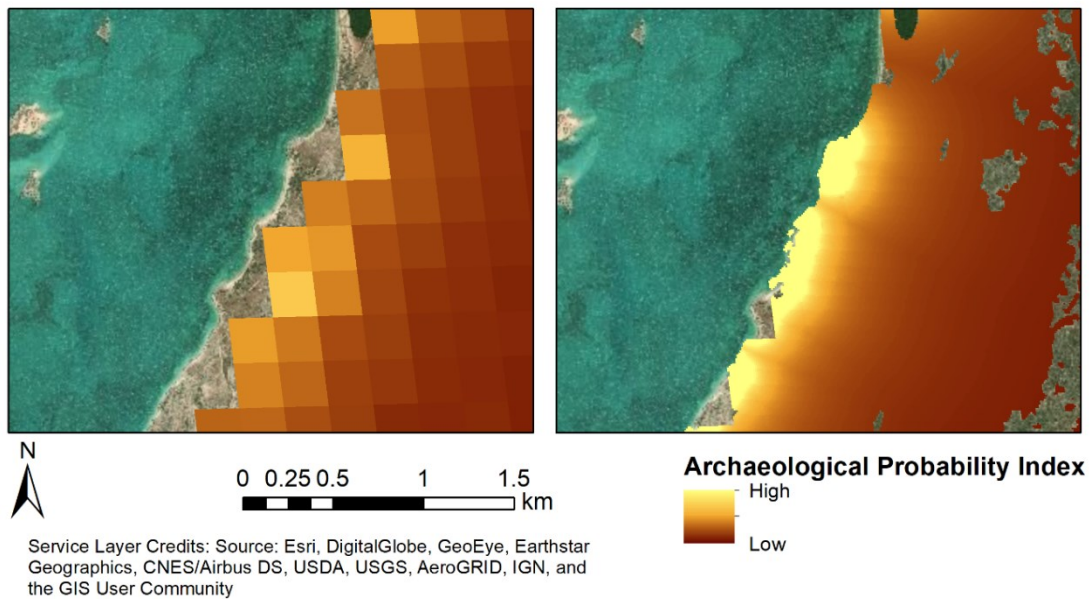 N
0 0.25 0.5 1 1.5
km
Service Layer Credits: Source: Esri, DigitalGlobe, GeoEye, Earthstar
Geographics, CNES/Airbus DS, USDA, USGS, AeroGRID, IGN, and
the GIS User Community
Archaeological Probability Index
High
Low